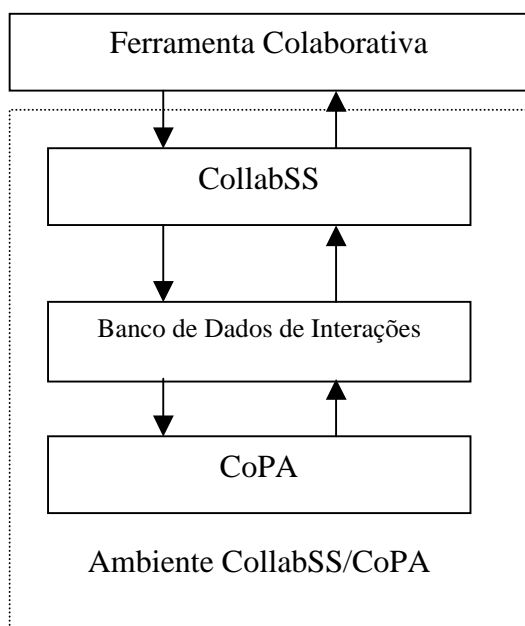 Ferramenta Colaborativa
CollabSS
Banco de Dados de Interações
CoPA
Ambiente CollabSS/CoPA